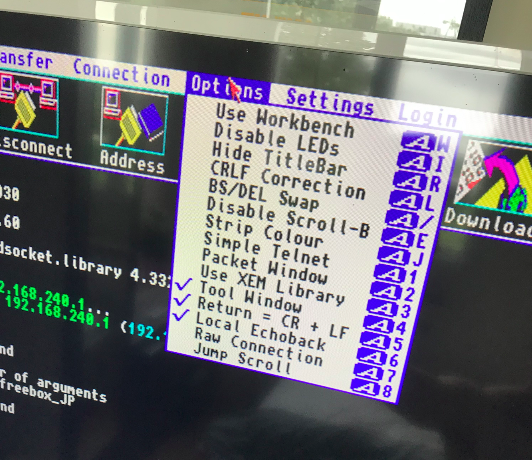 ansfer Connection Options Settings Login
Use Workbench A W
Disable LEDs A I
Hide TitleBar A R
CRLF Correction A L
BS/DEL Swap A /
Disable Scroll-B A E
Strip Colour A J
Simple Telnet A 1
Packet Window A 2
Use XEM Library A 3
✓ Tool Window A 4
✓ Return = CR + LF A 5
✓ Local Echoback A 6
Raw Connection A 7
Jump Scroll A 8
sconnect
Address
Download
030
.60
dsocket.library 4.33
2.168.240.1...
192.168.240.1 (192.
nd
r of arguments
freebox_JP
nd